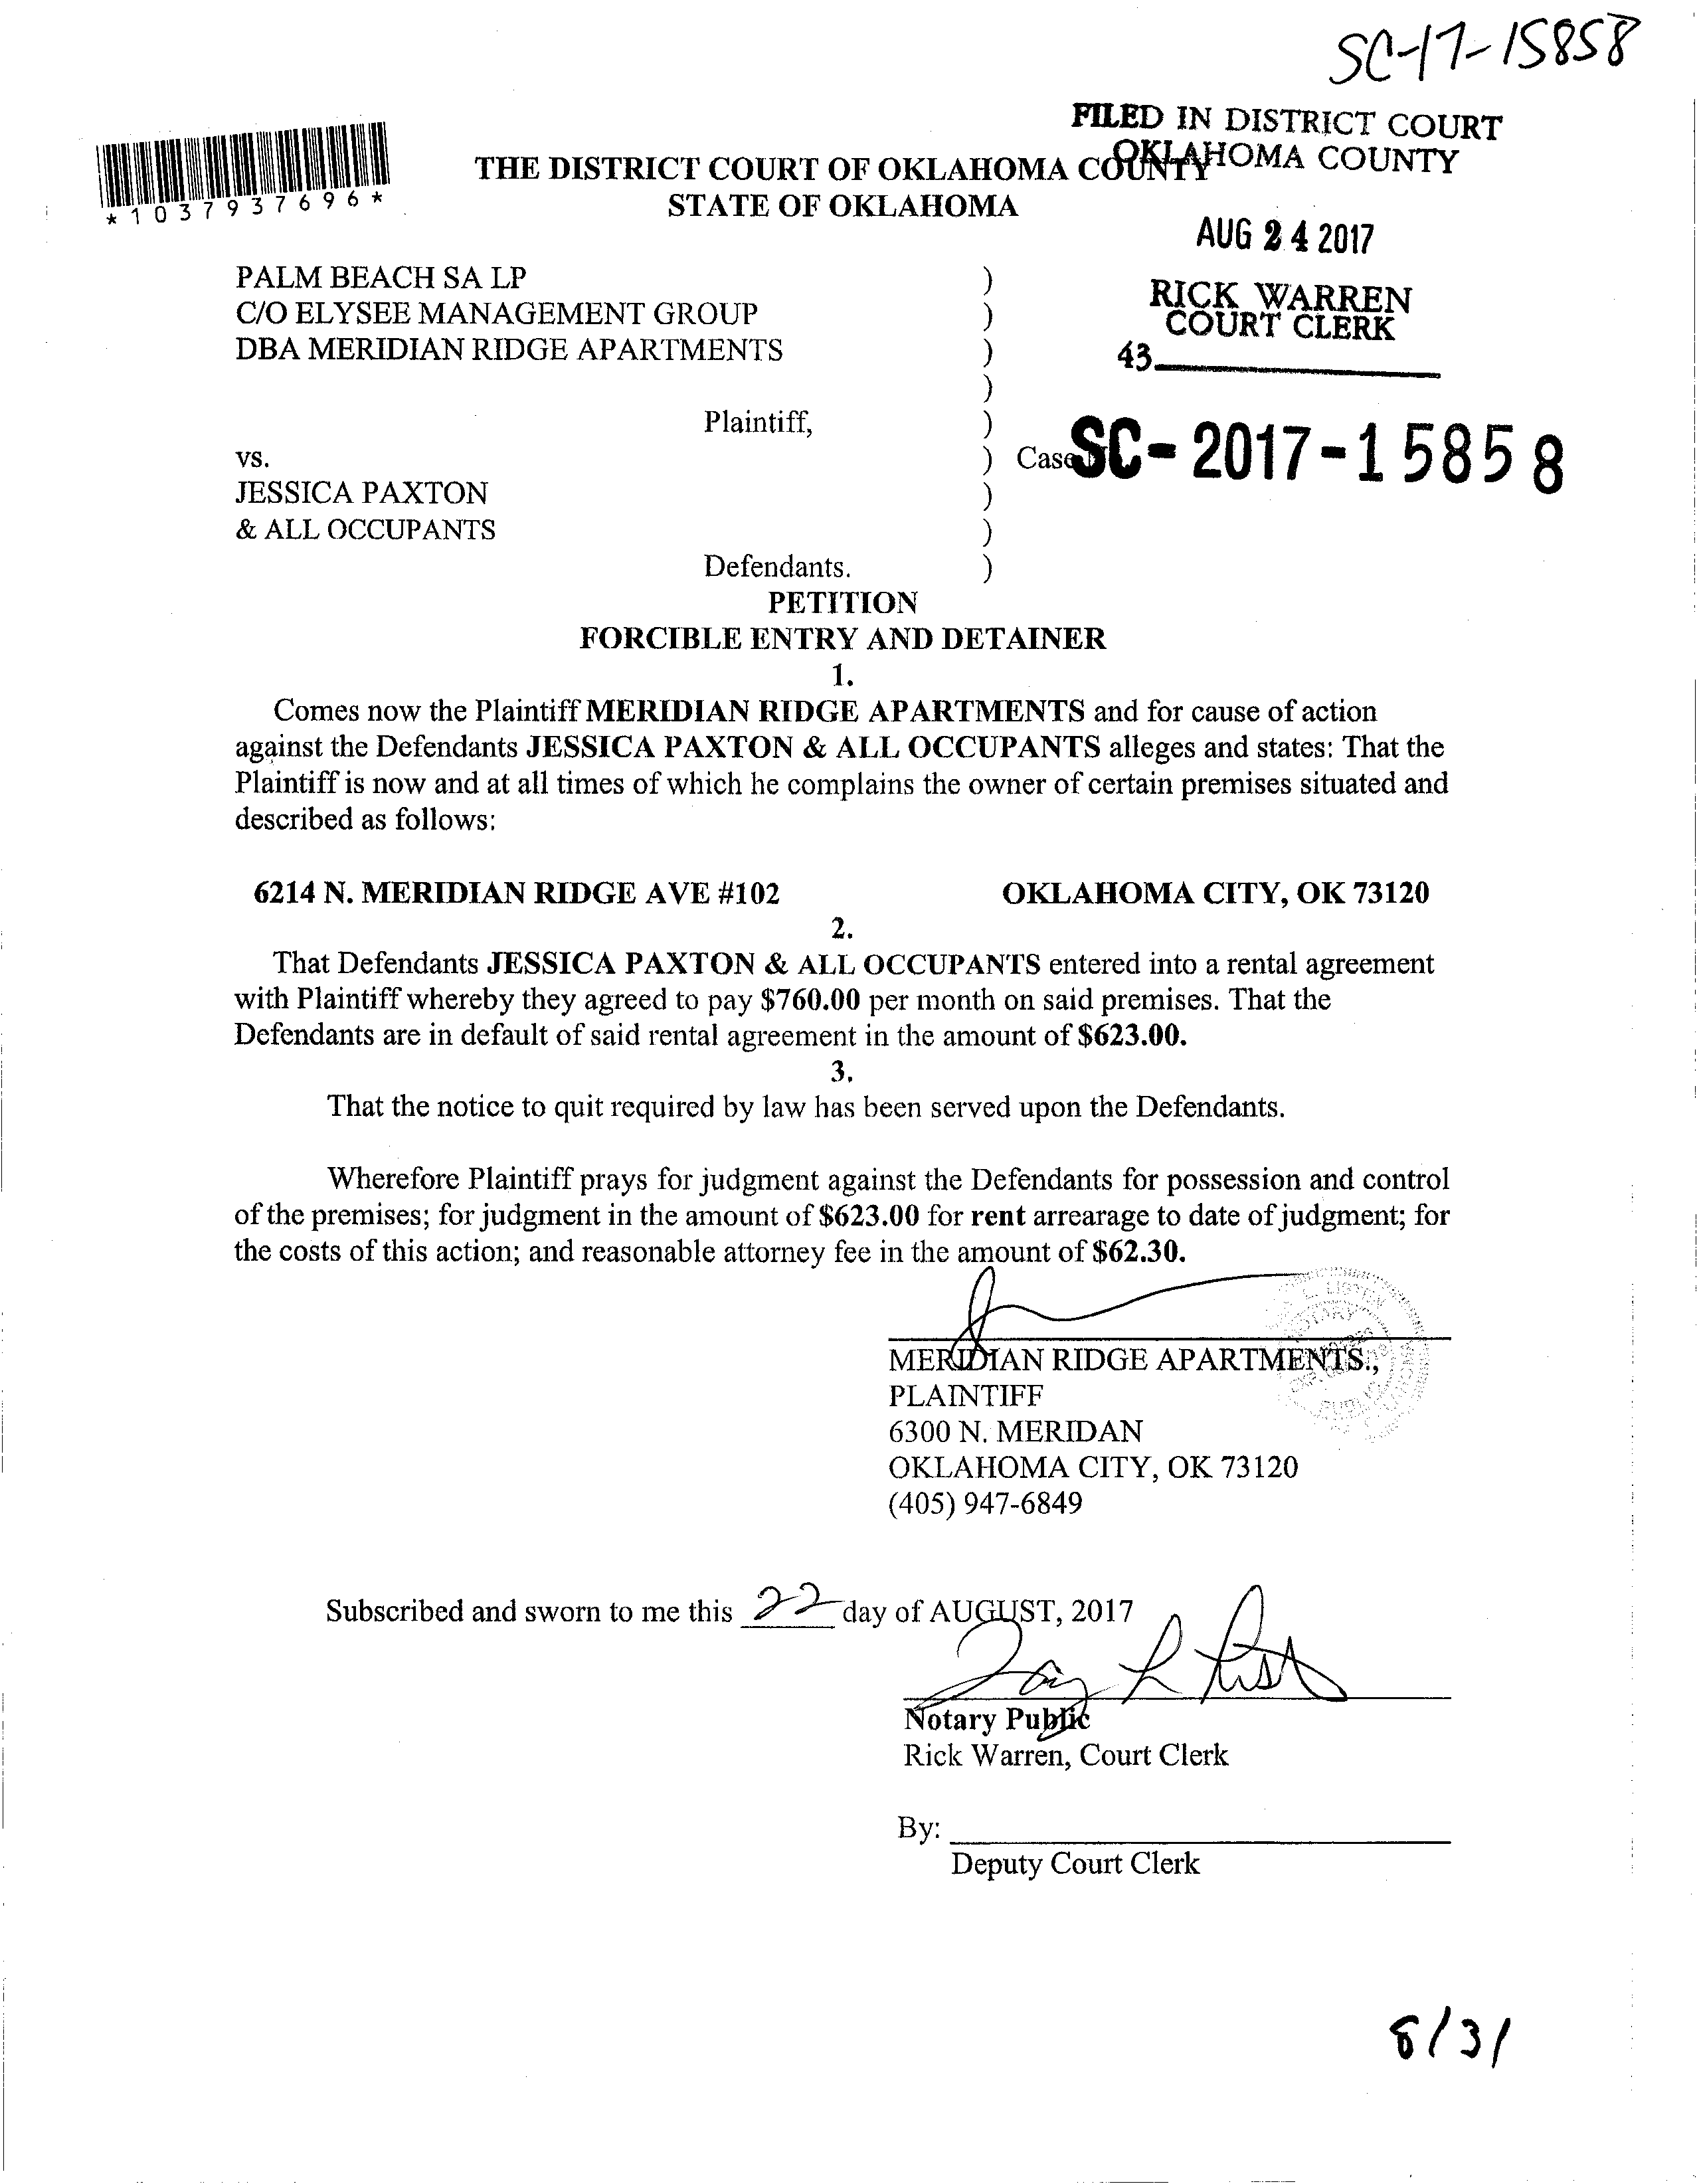 SC-17-15858
FILED IN DISTRICT COURT
OKLAHOMA COUNTY
*1037937696*
THE DISTRICT COURT OF OKLAHOMA COUNTY
STATE OF OKLAHOMA
AUG 24 2017
PALM BEACH SA LP )
C/O ELYSEE MANAGEMENT GROUP )
DBA MERIDIAN RIDGE APARTMENTS )
)
RICK WARREN
COURT CLERK
43
Plaintiff, )
vs. ) Case SC-2017-15858
JESSICA PAXTON )
& ALL OCCUPANTS )
Defendants. )
PETITION
FORCIBLE ENTRY AND DETAINER
1.
Comes now the Plaintiff MERIDIAN RIDGE APARTMENTS and for cause of action
against the Defendants JESSICA PAXTON & ALL OCCUPANTS alleges and states: That the
Plaintiff is now and at all times of which he complains the owner of certain premises situated and
described as follows:
6214 N. MERIDIAN RIDGE AVE #102 OKLAHOMA CITY, OK 73120
2.
That Defendants JESSICA PAXTON & ALL OCCUPANTS entered into a rental agreement
with Plaintiff whereby they agreed to pay $760.00 per month on said premises. That the
Defendants are in default of said rental agreement in the amount of $623.00.
3.
That the notice to quit required by law has been served upon the Defendants.
Wherefore Plaintiff prays for judgment against the Defendants for possession and control
of the premises; for judgment in the amount of $623.00 for rent arrearage to date of judgment; for
the costs of this action; and reasonable attorney fee in the amount of $62.30.
MERIDIAN RIDGE APARTMENTS.,
PLAINTIFF
6300 N. MERIDAN
OKLAHOMA CITY, OK 73120
(405) 947-6849
Subscribed and sworn to me this 22 day of AUGUST, 2017
Notary Public
Rick Warren, Court Clerk
By:
Deputy Court Clerk
8/31